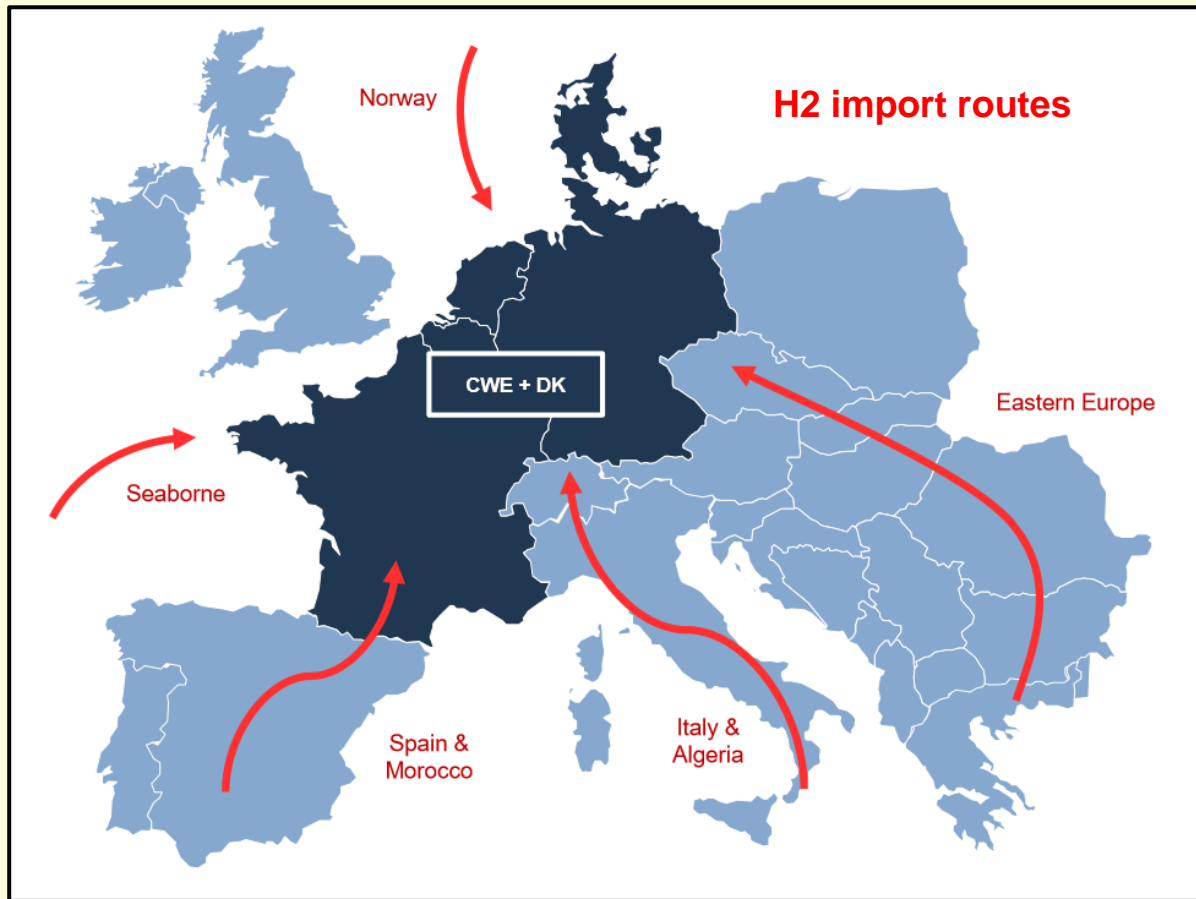 H2 import routes
Norway
CWE + DK
Eastern Europe
Seaborne
Spain &
Morocco
Italy &
Algeria